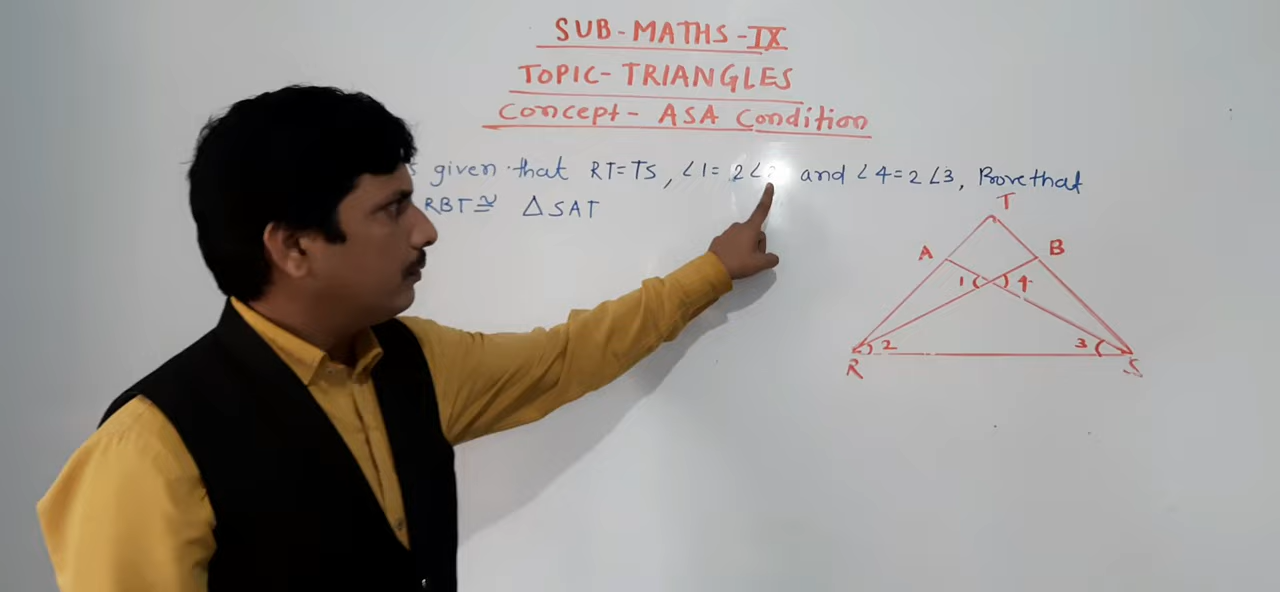 SUB-MATHS-IX
TOPIC-TRIANGLES
Concept- ASA Condition
given that RT=TS, ∠1= 2∠ and ∠4=2∠3, Prove that
RBT≅ △SAT
T
A
B
1
4
2
3
R
S